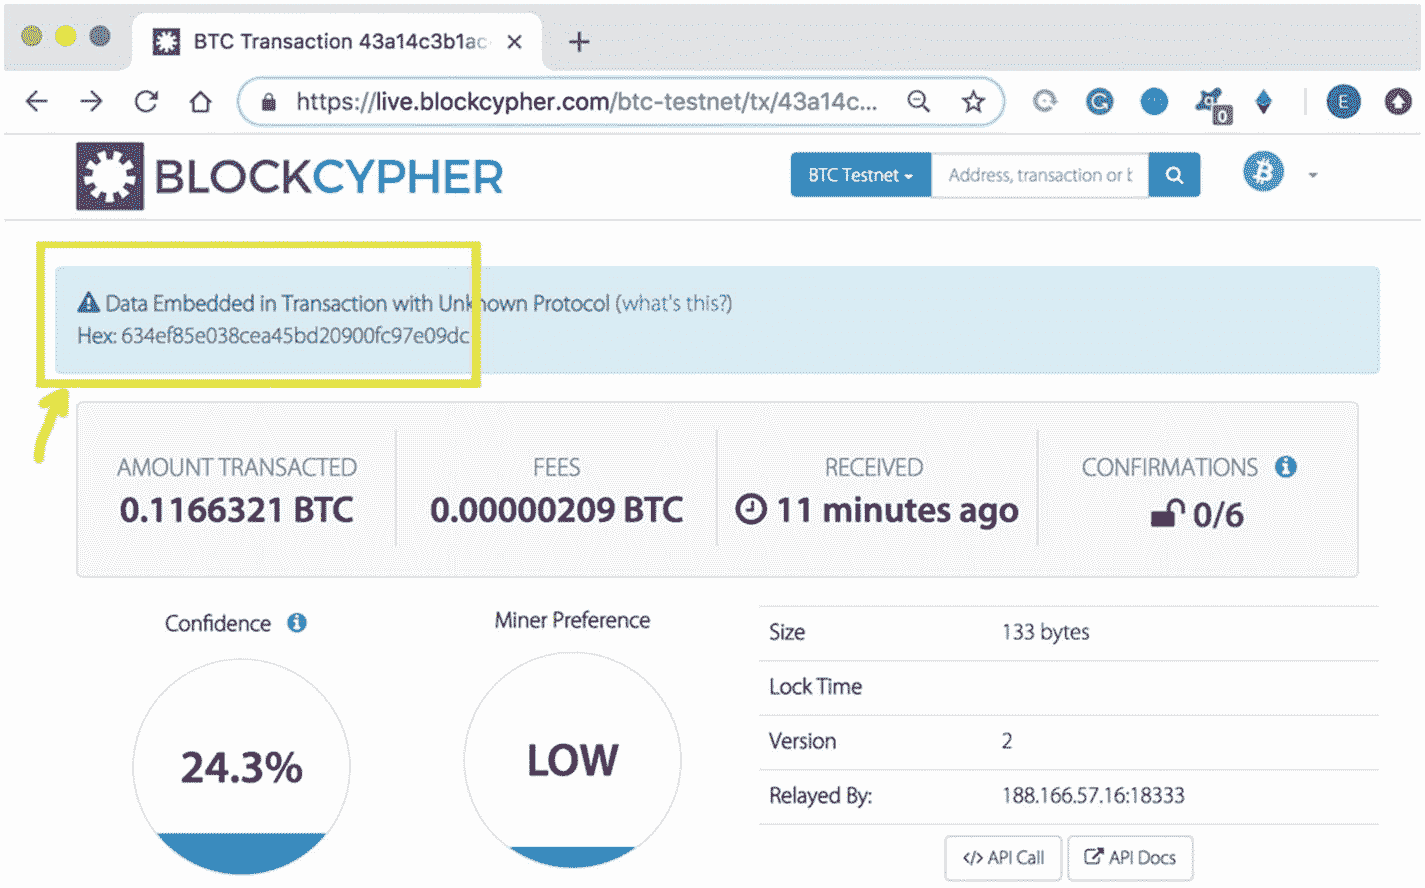 BTC Transaction 43a14c3b1ac
https://live.blockcypher.com/btc-testnet/tx/43a14c...
0
E
BLOCKCYPHER
BTC Testnet
Address, transaction or b
Data Embedded in Transaction with Unknown Protocol (what's this?)
Hex: 634ef85e038cea45bd20900fc97e09dc
AMOUNT TRANSACTED
0.1166321 BTC
FEES
0.00000209 BTC
RECEIVED
11 minutes ago
CONFIRMATIONS
0/6
Confidence
24.3%
Miner Preference
LOW
Size 133 bytes
Lock Time
Version 2
Relayed By: 188.166.57.16:18333
</> API Call
API Docs